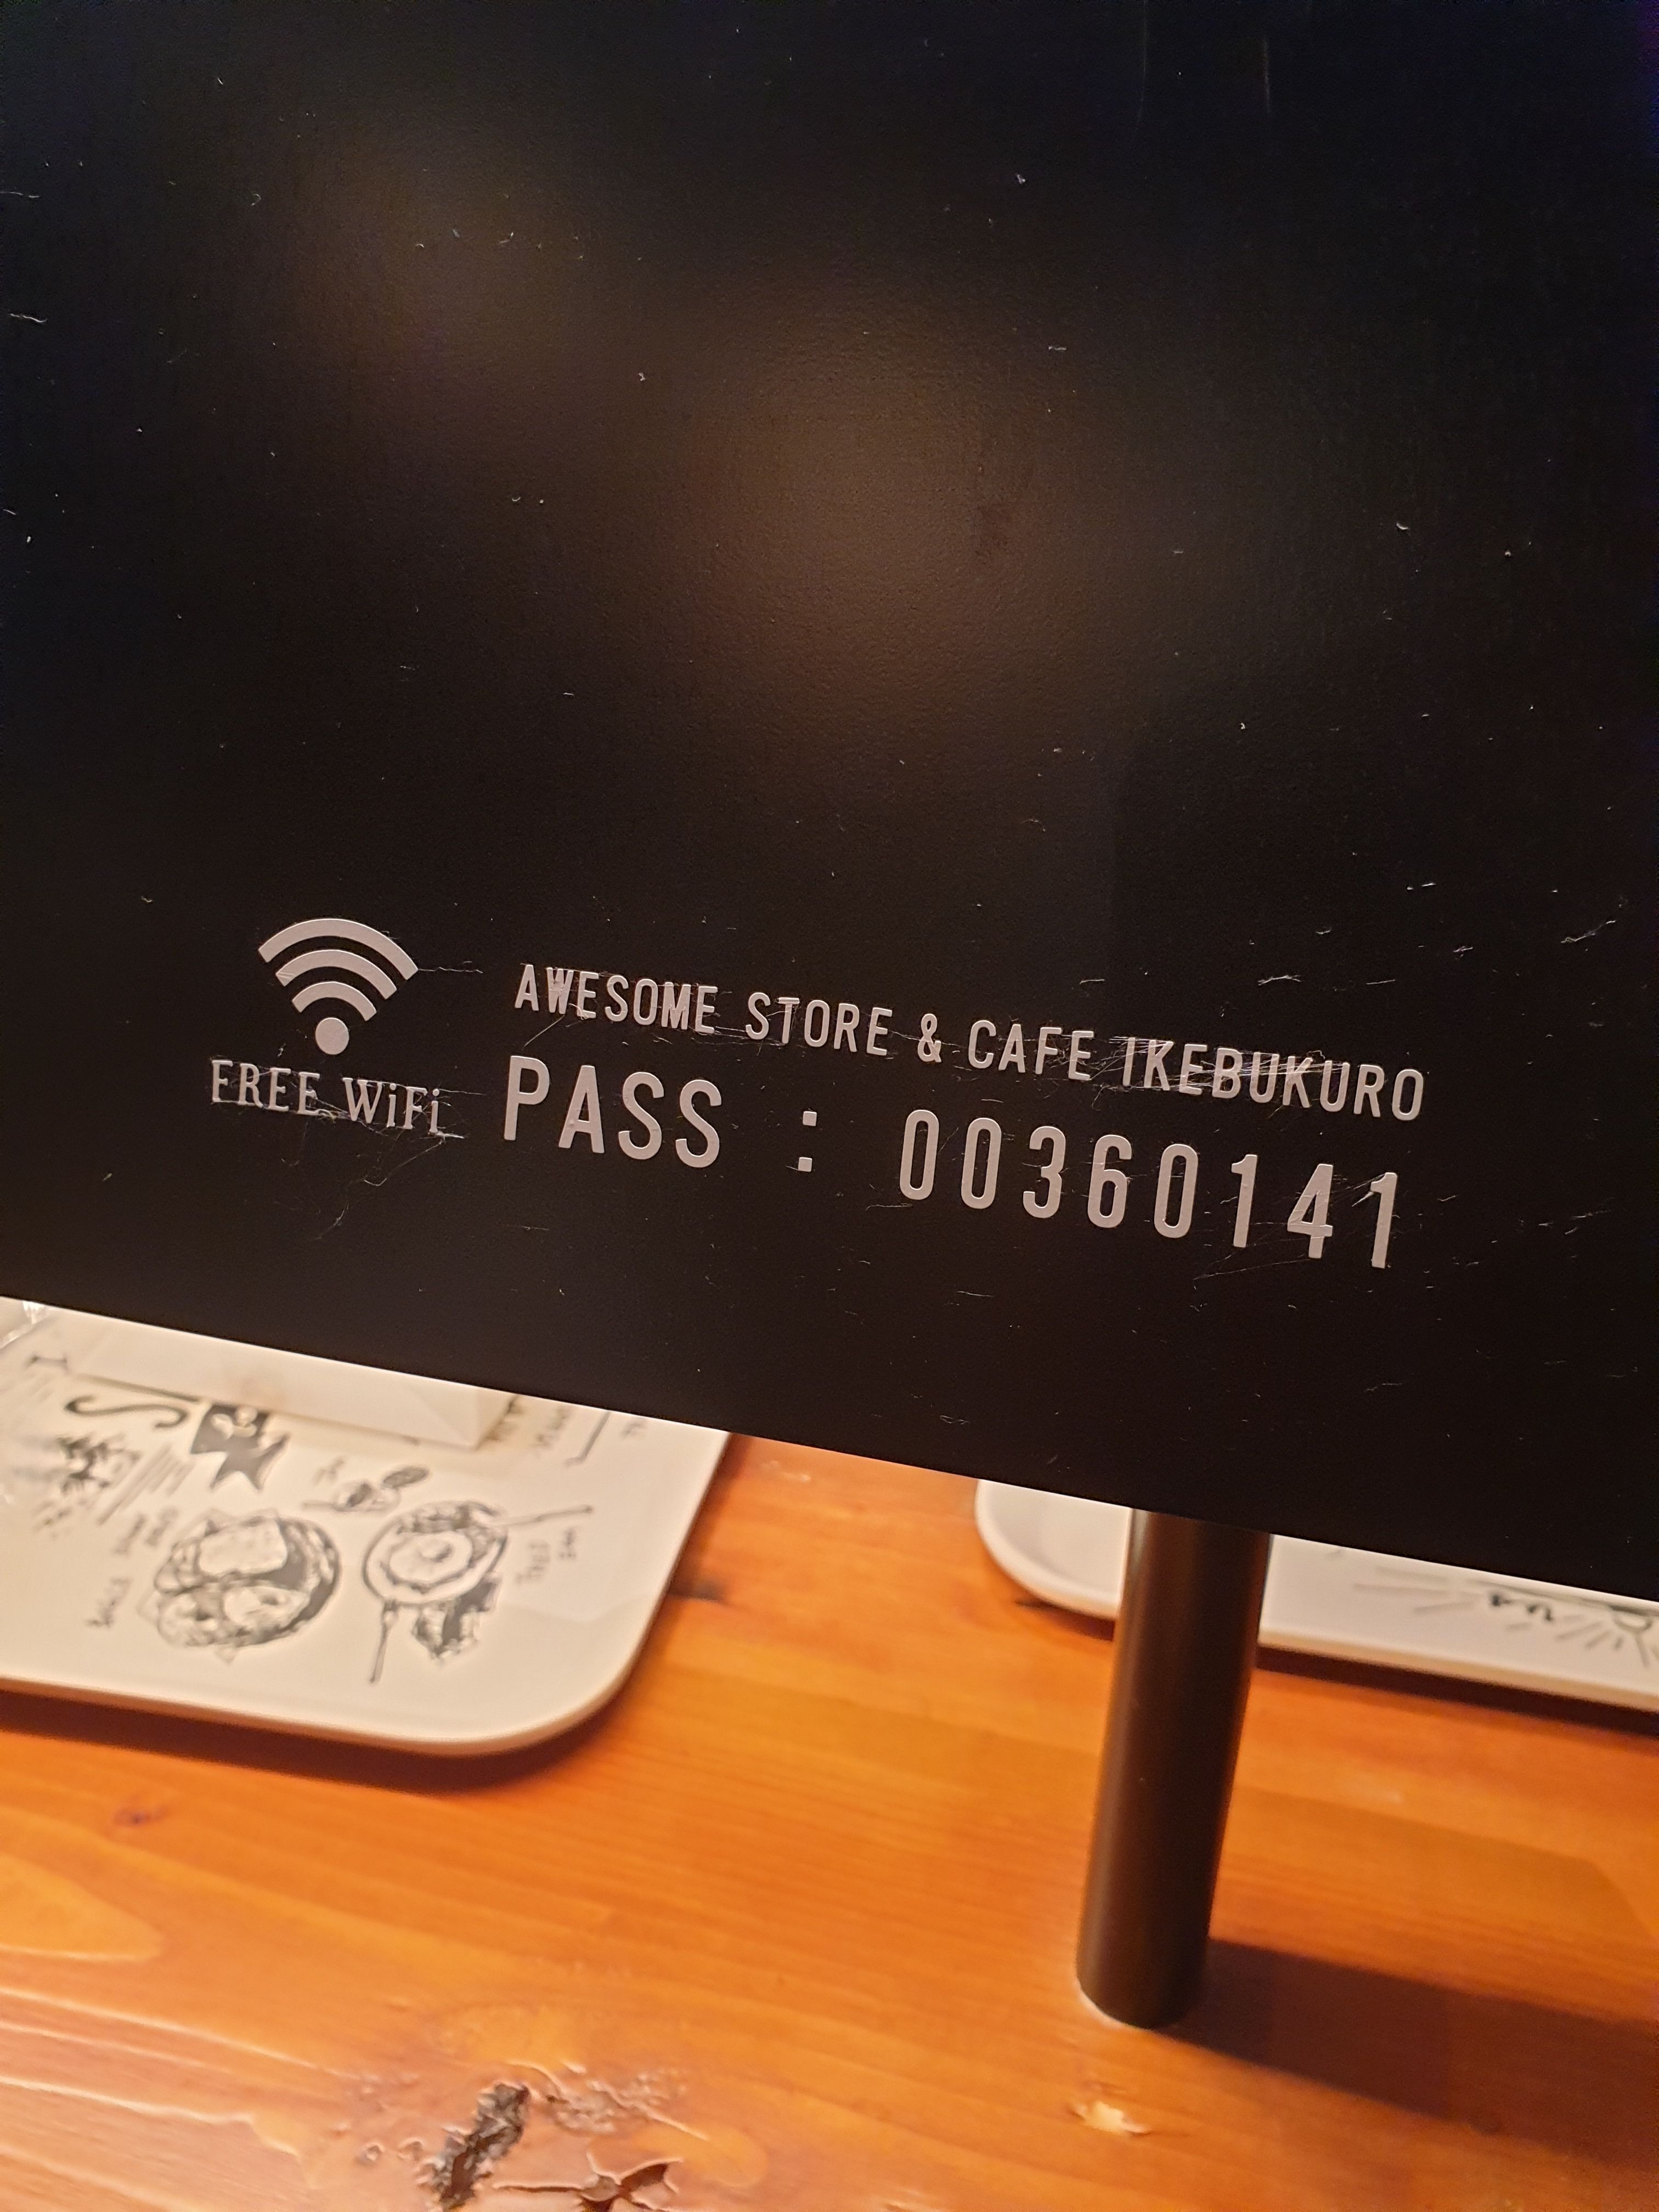 AWESOME STORE & CAFE IKEBUKURO
FREE WiFi
PASS : 00360141